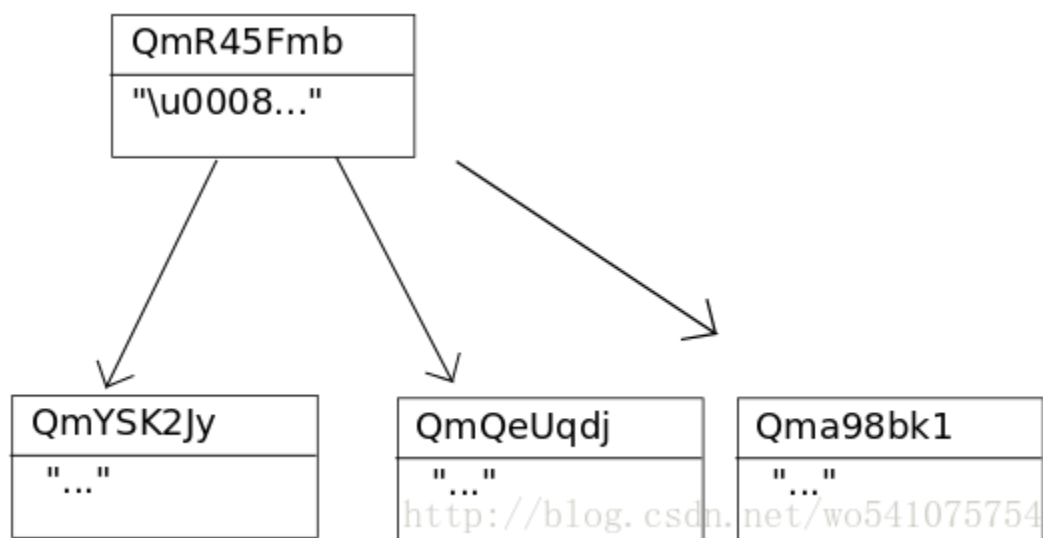 QmR45Fmb
"\u0008..."
QmYSK2Jy
"..."
QmQeUqdj
"..."
Qma98bk1
"..."
http://blog.csdn.net/wo541075754